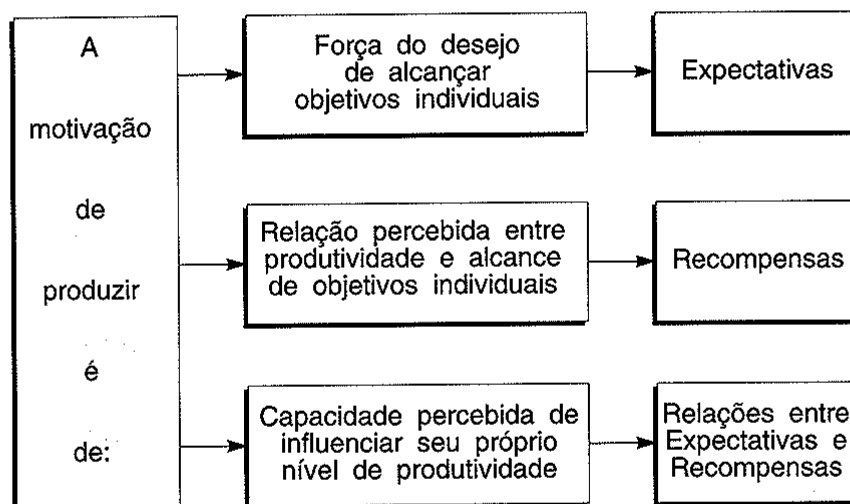 A
motivação
de
produzir
é
de:
Força do desejo
de alcançar
objetivos individuais
Expectativas
Relação percebida entre
produtividade e alcance
de objetivos individuais
Recompensas
Capacidade percebida de
influenciar seu próprio
nível de produtividade
Relações entre
Expectativas e
Recompensas